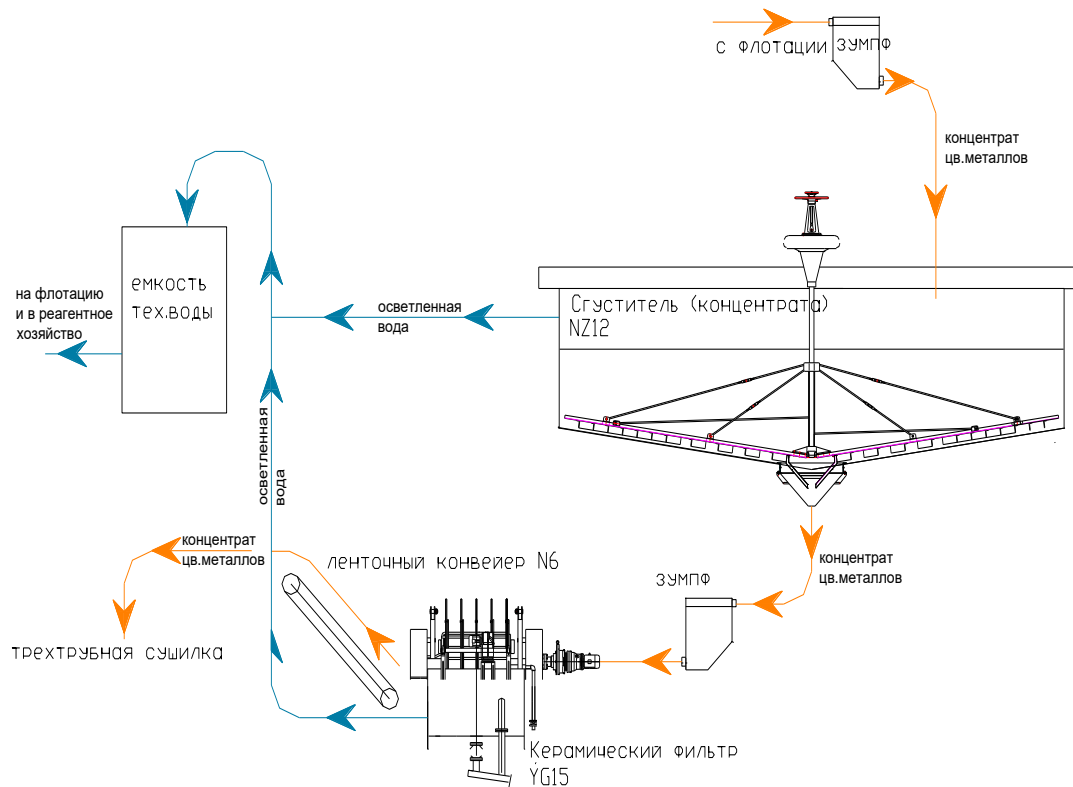 с флотации ЗУМПФ
концентрат
цв.металлов
емкость
тех.воды
на флотацию
и в реагентное
хозяйство
осветленная
вода
Сгуститель (концентрата)
NZ12
осветленная
вода
концентрат
цв.металлов
ленточный конвейер N6
концентрат
цв.металлов
ЗУМПФ
трехтрубная сушилка
Керамический фильтр
YG15